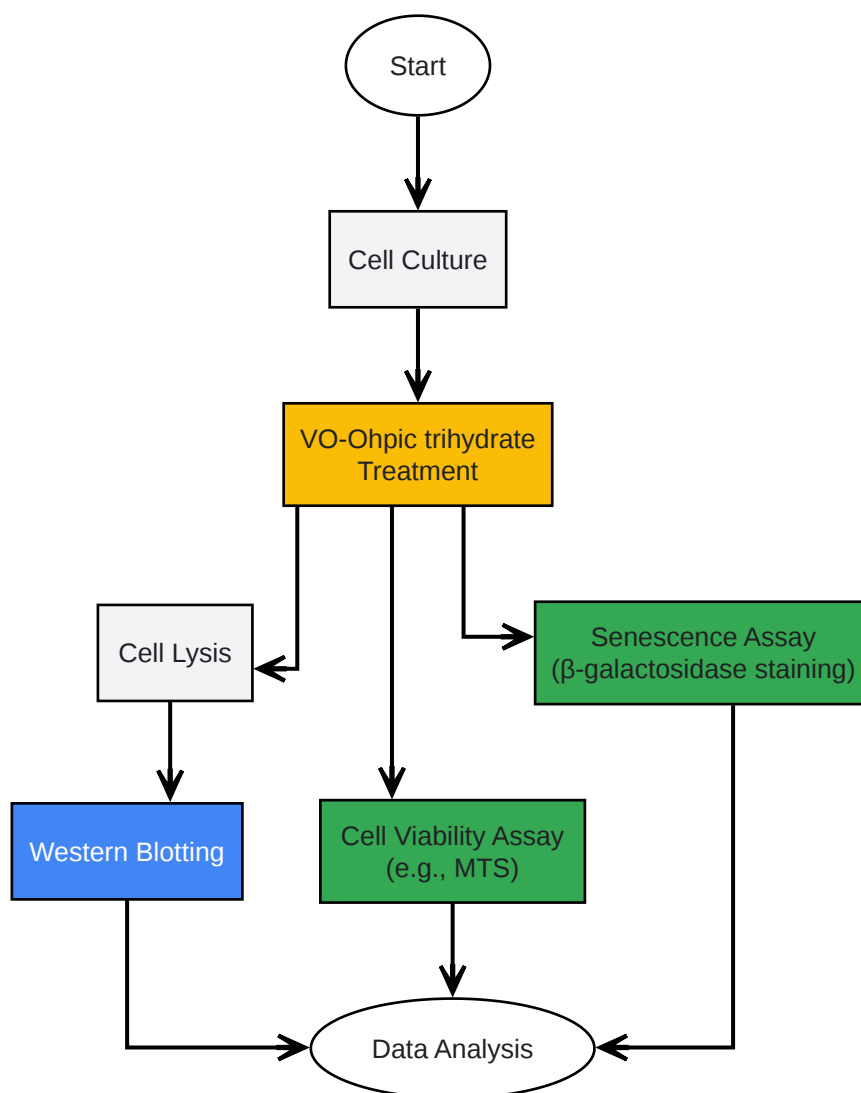 Start
Cell Culture
VO-Ohpic trihydrate
Treatment
Cell Lysis
Senescence Assay
(β-galactosidase staining)
Western Blotting
Cell Viability Assay
(e.g., MTS)
Data Analysis